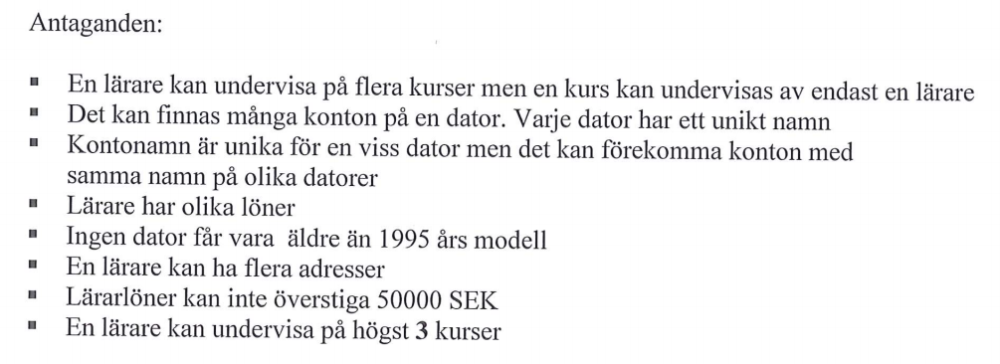 Antaganden:
En lärare kan undervisa på flera kurser men en kurs kan undervisas av endast en lärare
Det kan finnas många konton på en dator. Varje dator har ett unikt namn
Kontonamn är unika för en viss dator men det kan förekomma konton med
samma namn på olika datorer
Lärare har olika löner
Ingen dator får vara äldre än 1995 års modell
En lärare kan ha flera adresser
Lärarlöner kan inte överstiga 50000 SEK
En lärare kan undervisa på högst 3 kurser